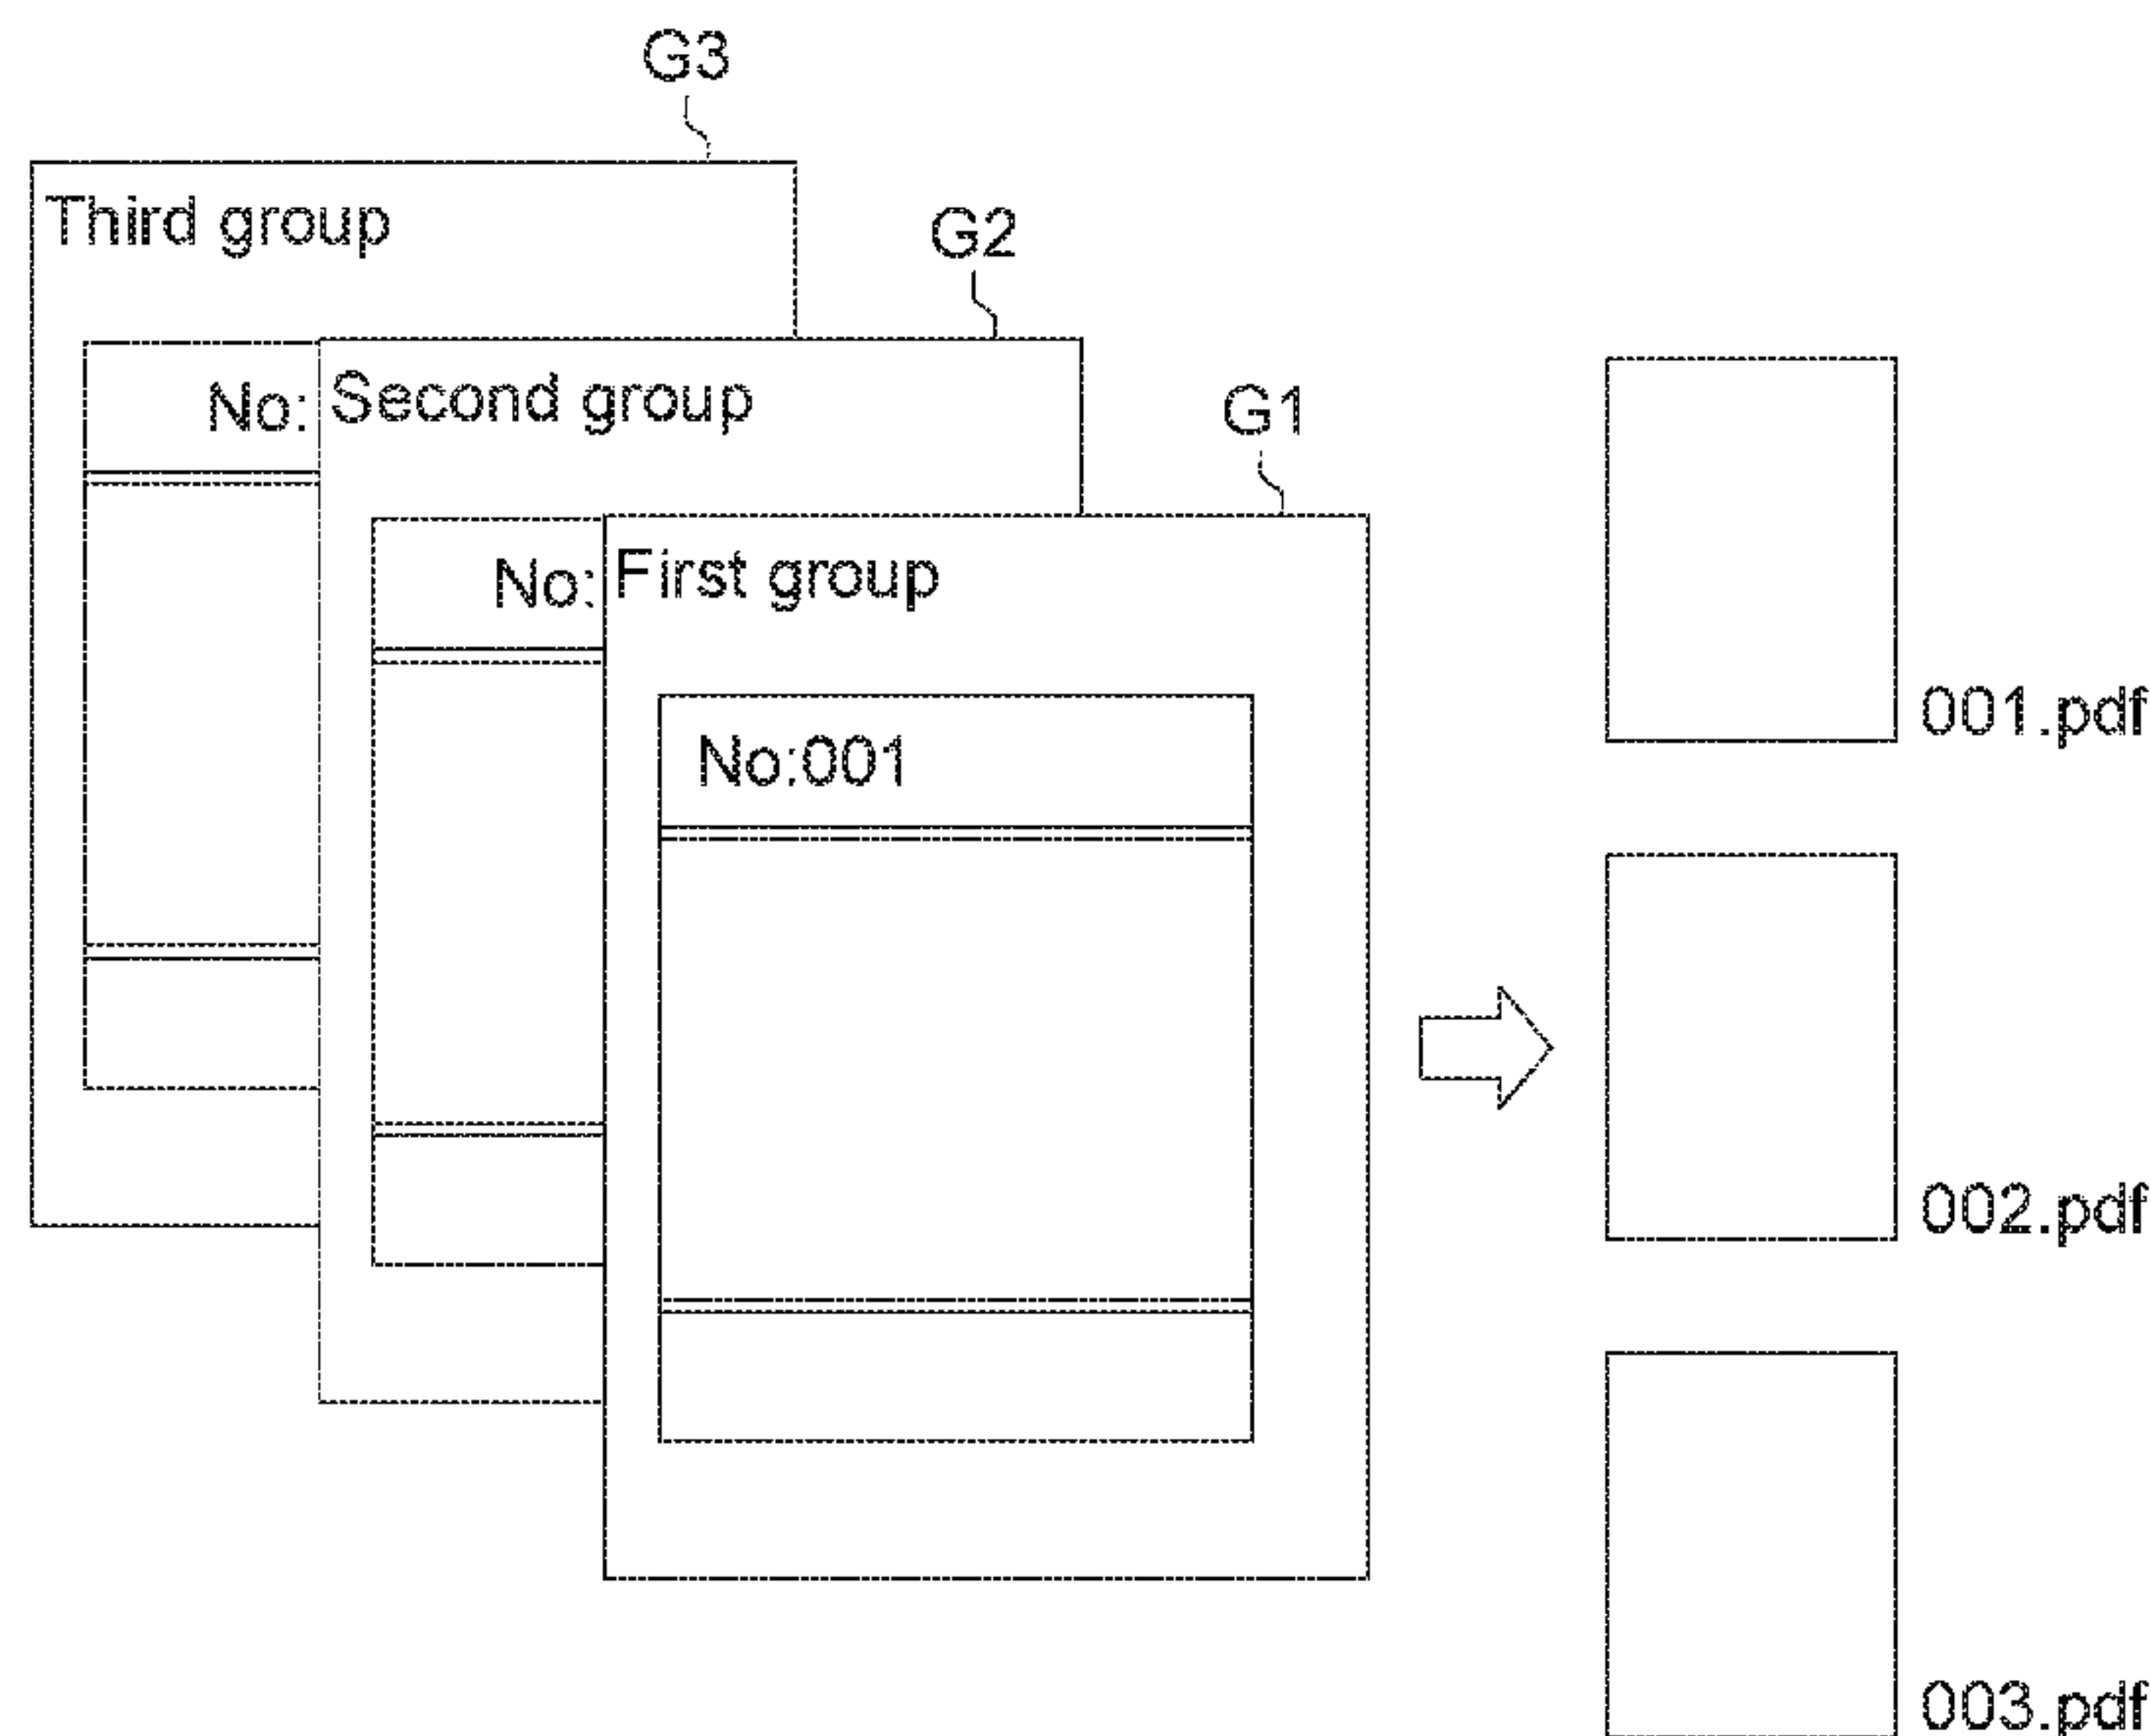 G3
Third group
G2
No:
Second group
G1
No:
First group
No:001
001.pdf
002.pdf
003.pdf